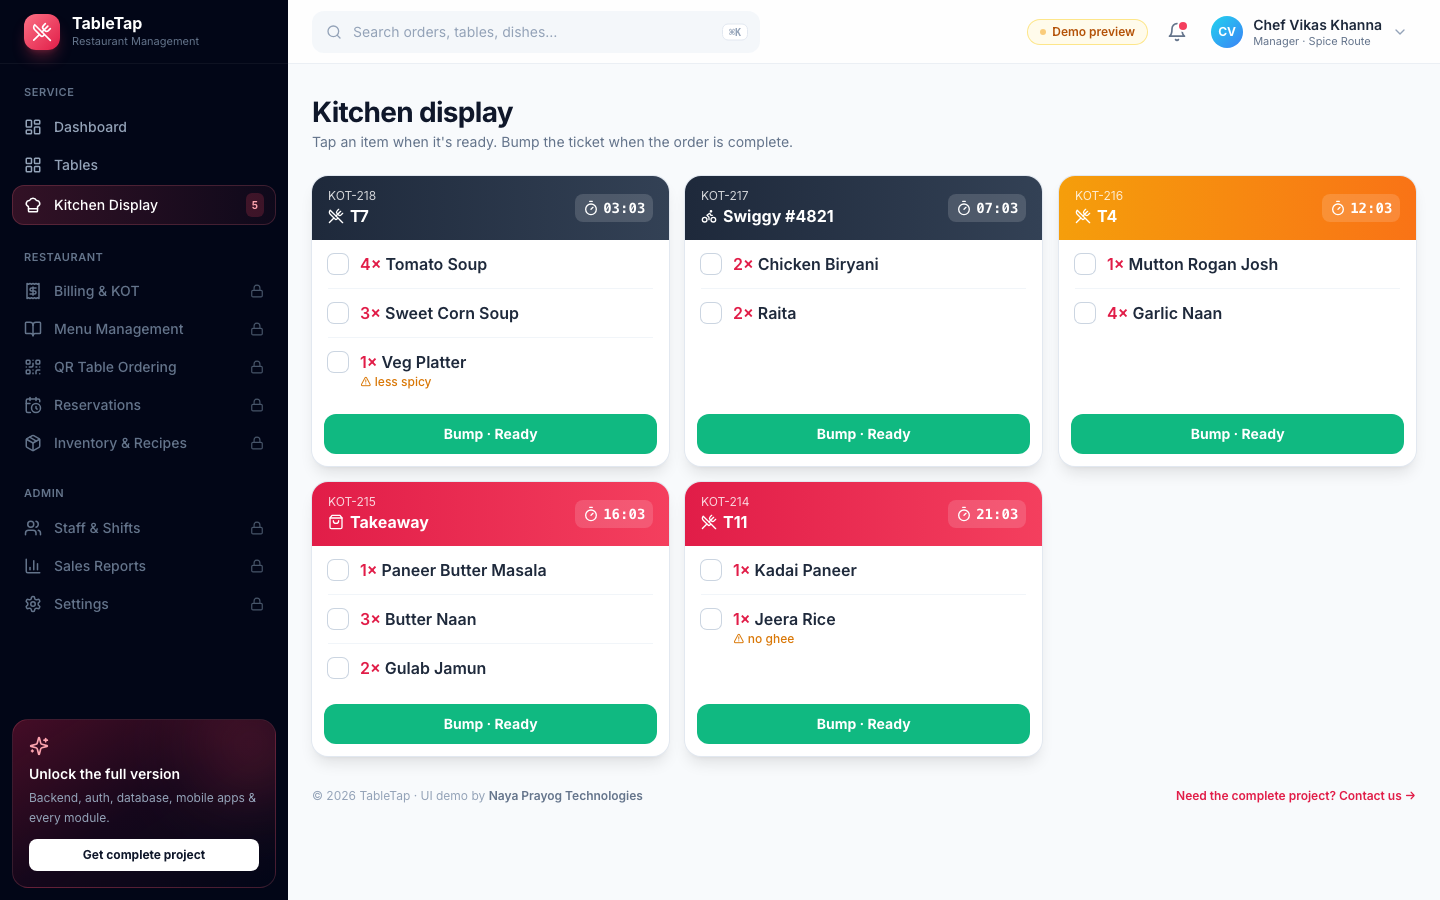 TableTap
Restaurant Management
SERVICE
Dashboard
Tables
Kitchen Display 5
RESTAURANT
Billing & KOT
Menu Management
QR Table Ordering
Reservations
Inventory & Recipes
ADMIN
Staff & Shifts
Sales Reports
Settings
Unlock the full version
Backend, auth, database, mobile apps &
every module.
Get complete project
Search orders, tables, dishes... ⌘K
Demo preview
CV
Chef Vikas Khanna
Manager · Spice Route
Kitchen display
Tap an item when it's ready. Bump the ticket when the order is complete.
KOT-218
T7
03:03
4× Tomato Soup
3× Sweet Corn Soup
1× Veg Platter
less spicy
Bump · Ready
KOT-217
Swiggy #4821
07:03
2× Chicken Biryani
2× Raita
Bump · Ready
KOT-216
T4
12:03
1× Mutton Rogan Josh
4× Garlic Naan
Bump · Ready
KOT-215
Takeaway
16:03
1× Paneer Butter Masala
3× Butter Naan
2× Gulab Jamun
Bump · Ready
KOT-214
T11
21:03
1× Kadai Paneer
1× Jeera Rice
no ghee
Bump · Ready
© 2026 TableTap · UI demo by Naya Prayog Technologies
Need the complete project? Contact us →